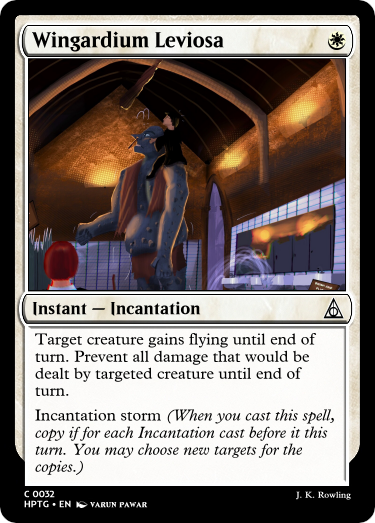 Wingardium Leviosa
Instant — Incantation
Target creature gains flying until end of
turn. Prevent all damage that would be
dealt by targeted creature until end of
turn.
Incantation storm (When you cast this spell,
copy if for each Incantation cast before it this
turn. You may choose new targets for the
copies.)
C 0032
HPTG • EN VARUN PAWAR
J. K. Rowling